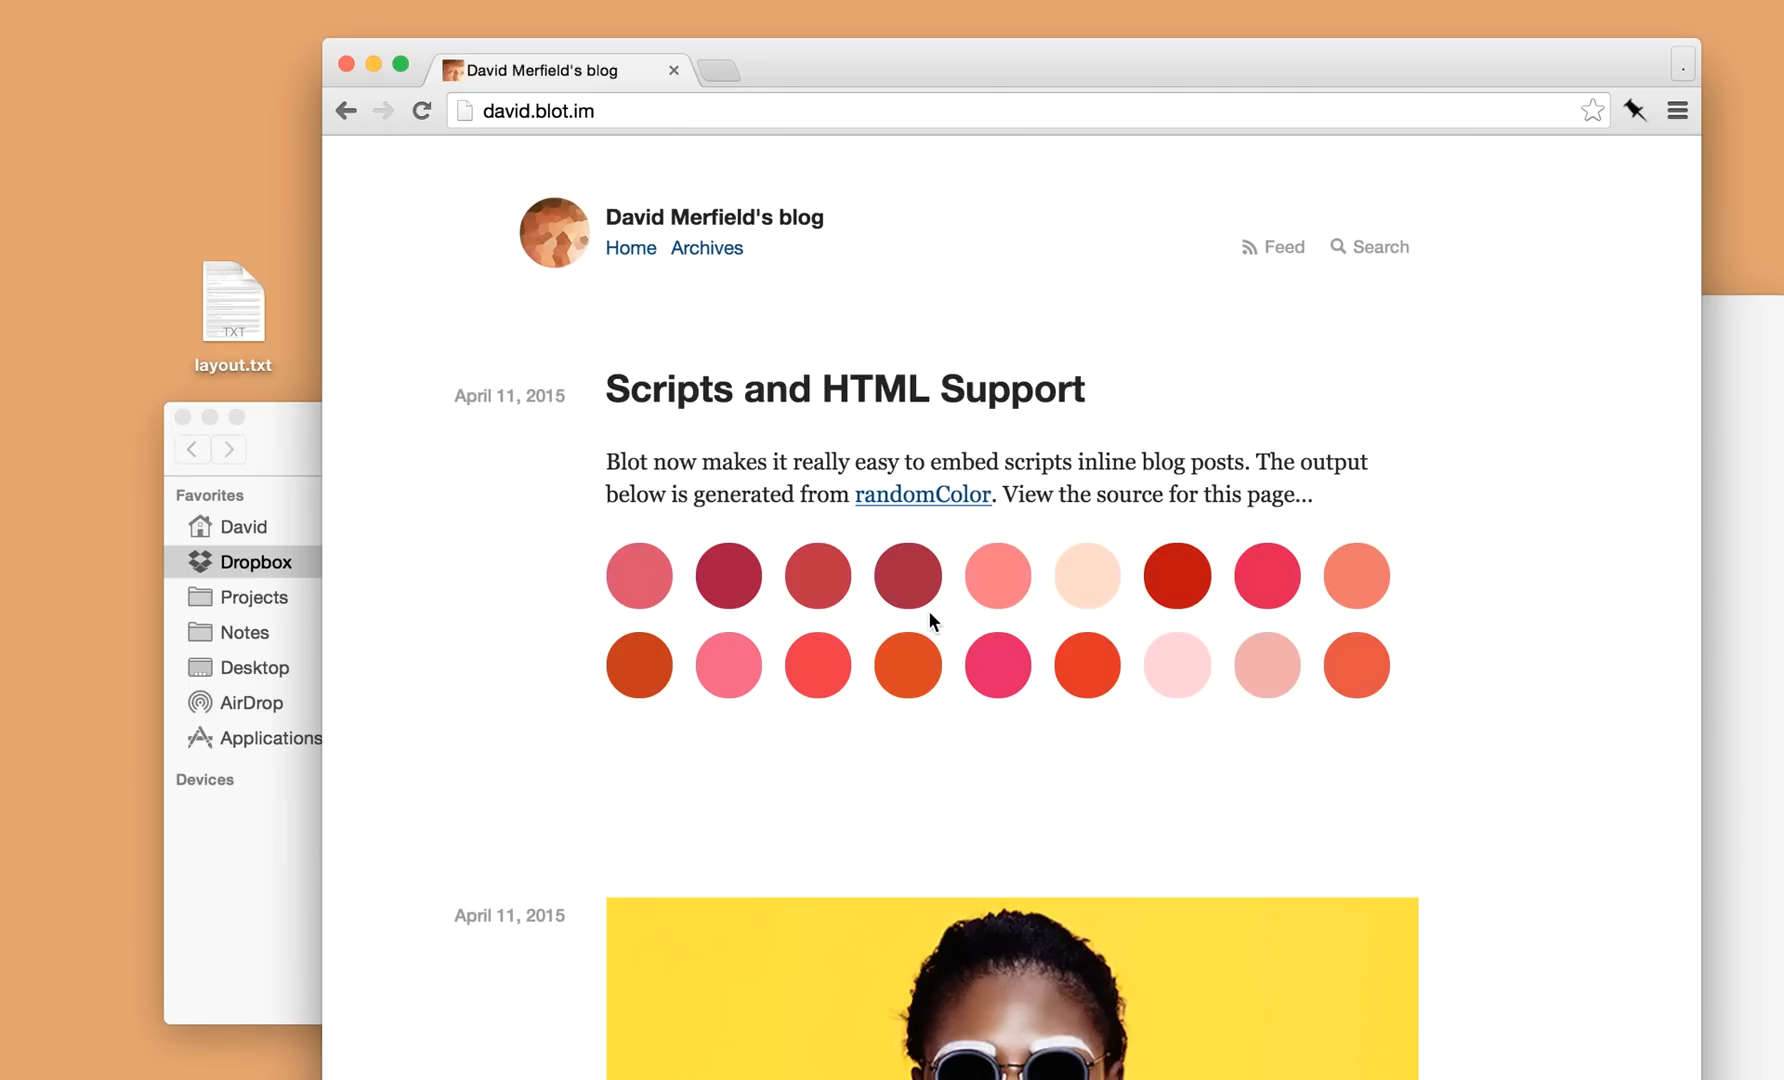 David Merfield's blog
.
david.blot.im
David Merfield's blog
Home Archives
Feed Search
TXT
layout.txt
April 11, 2015
Scripts and HTML Support
Blot now makes it really easy to embed scripts inline blog posts. The output
below is generated from randomColor. View the source for this page...
Favorites
David
Dropbox
Projects
Notes
Desktop
AirDrop
Applications
Devices
April 11, 2015